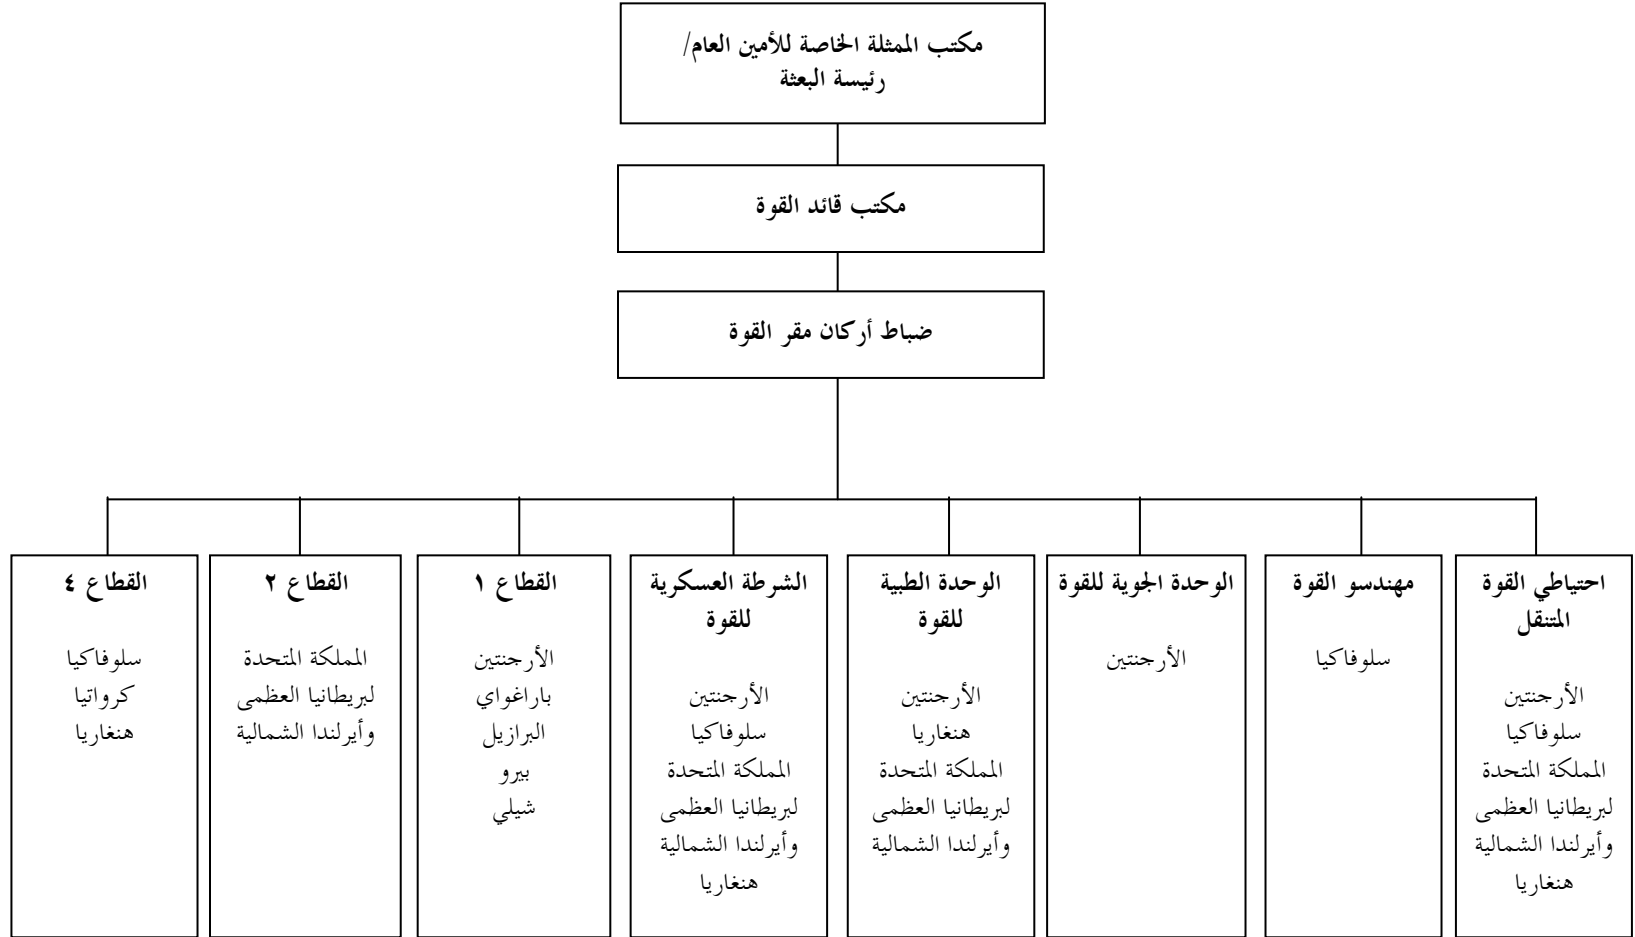 مكتب الممثلة الخاصة للأمين العام/
رئيسة البعثة
مكتب قائد القوة
ضباط أركان مقر القوة
احتياطي القوة
المتنقل
الأرجنتين
سلوفاكيا
المملكة المتحدة
لبريطانيا العظمى
وأيرلندا الشمالية
هنغاريا
مهندسو القوة
سلوفاكيا
الوحدة الجوية للقوة
الأرجنتين
الوحدة الطبية
للقوة
الأرجنتين
هنغاريا
المملكة المتحدة
لبريطانيا العظمى
وأيرلندا الشمالية
الشرطة العسكرية
للقوة
الأرجنتين
سلوفاكيا
المملكة المتحدة
لبريطانيا العظمى
وأيرلندا الشمالية
هنغاريا
القطاع ١
الأرجنتين
باراغواي
البرازيل
بيرو
شيلي
القطاع ٢
المملكة المتحدة
لبريطانيا العظمى
وأيرلندا الشمالية
القطاع ٤
سلوفاكيا
كرواتيا
هنغاريا